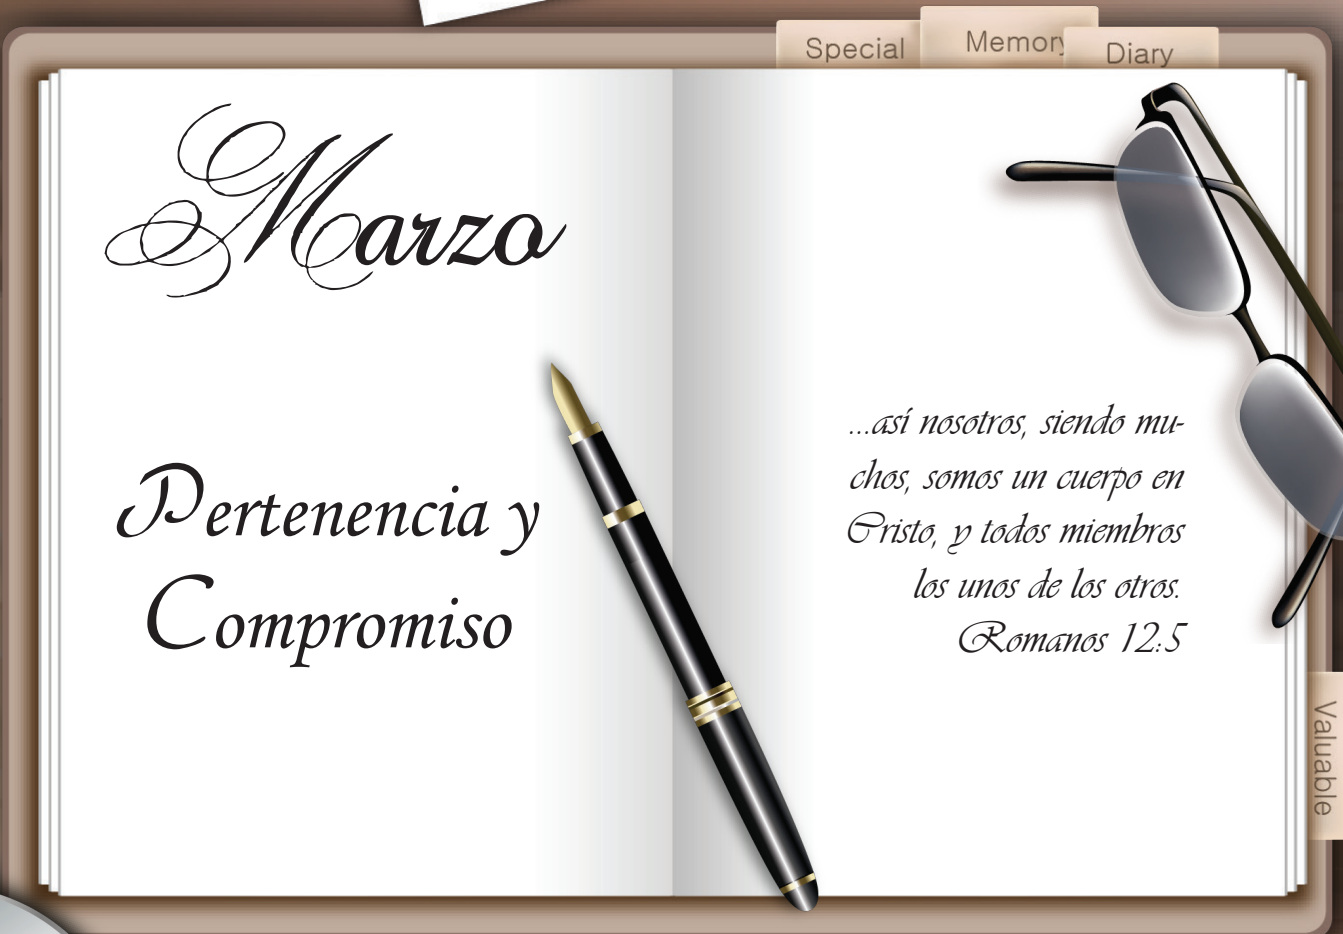 Special
Memory
Diary
Marzo
Pertenencia y
Compromiso
...así nosotros, siendo mu-
chos, somos un cuerpo en
Cristo, y todos miembros
los unos de los otros.
Romanos 12:5
Valuable